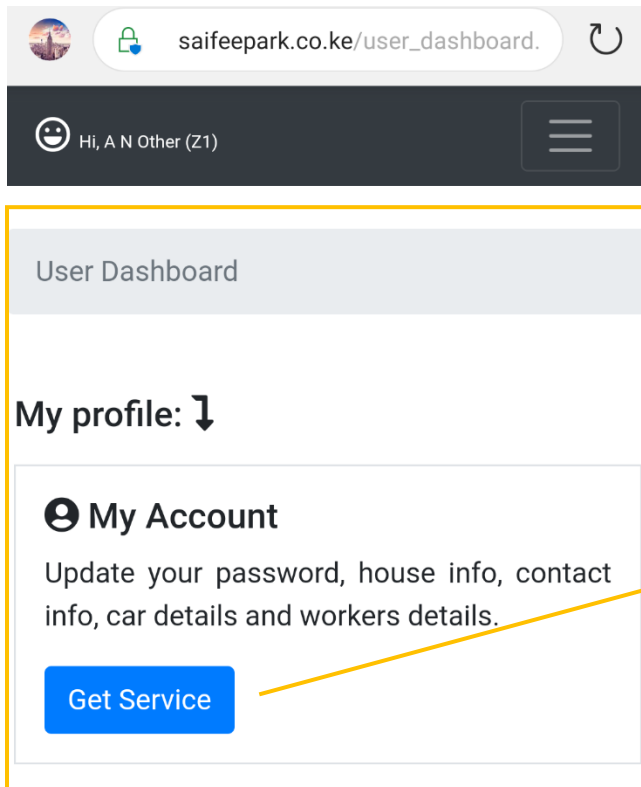 saifeepark.co.ke/user_dashboard.
Hi, A N Other (Z1)
User Dashboard
My profile:
My Account
Update your password, house info, contact
info, car details and workers details.
Get Service